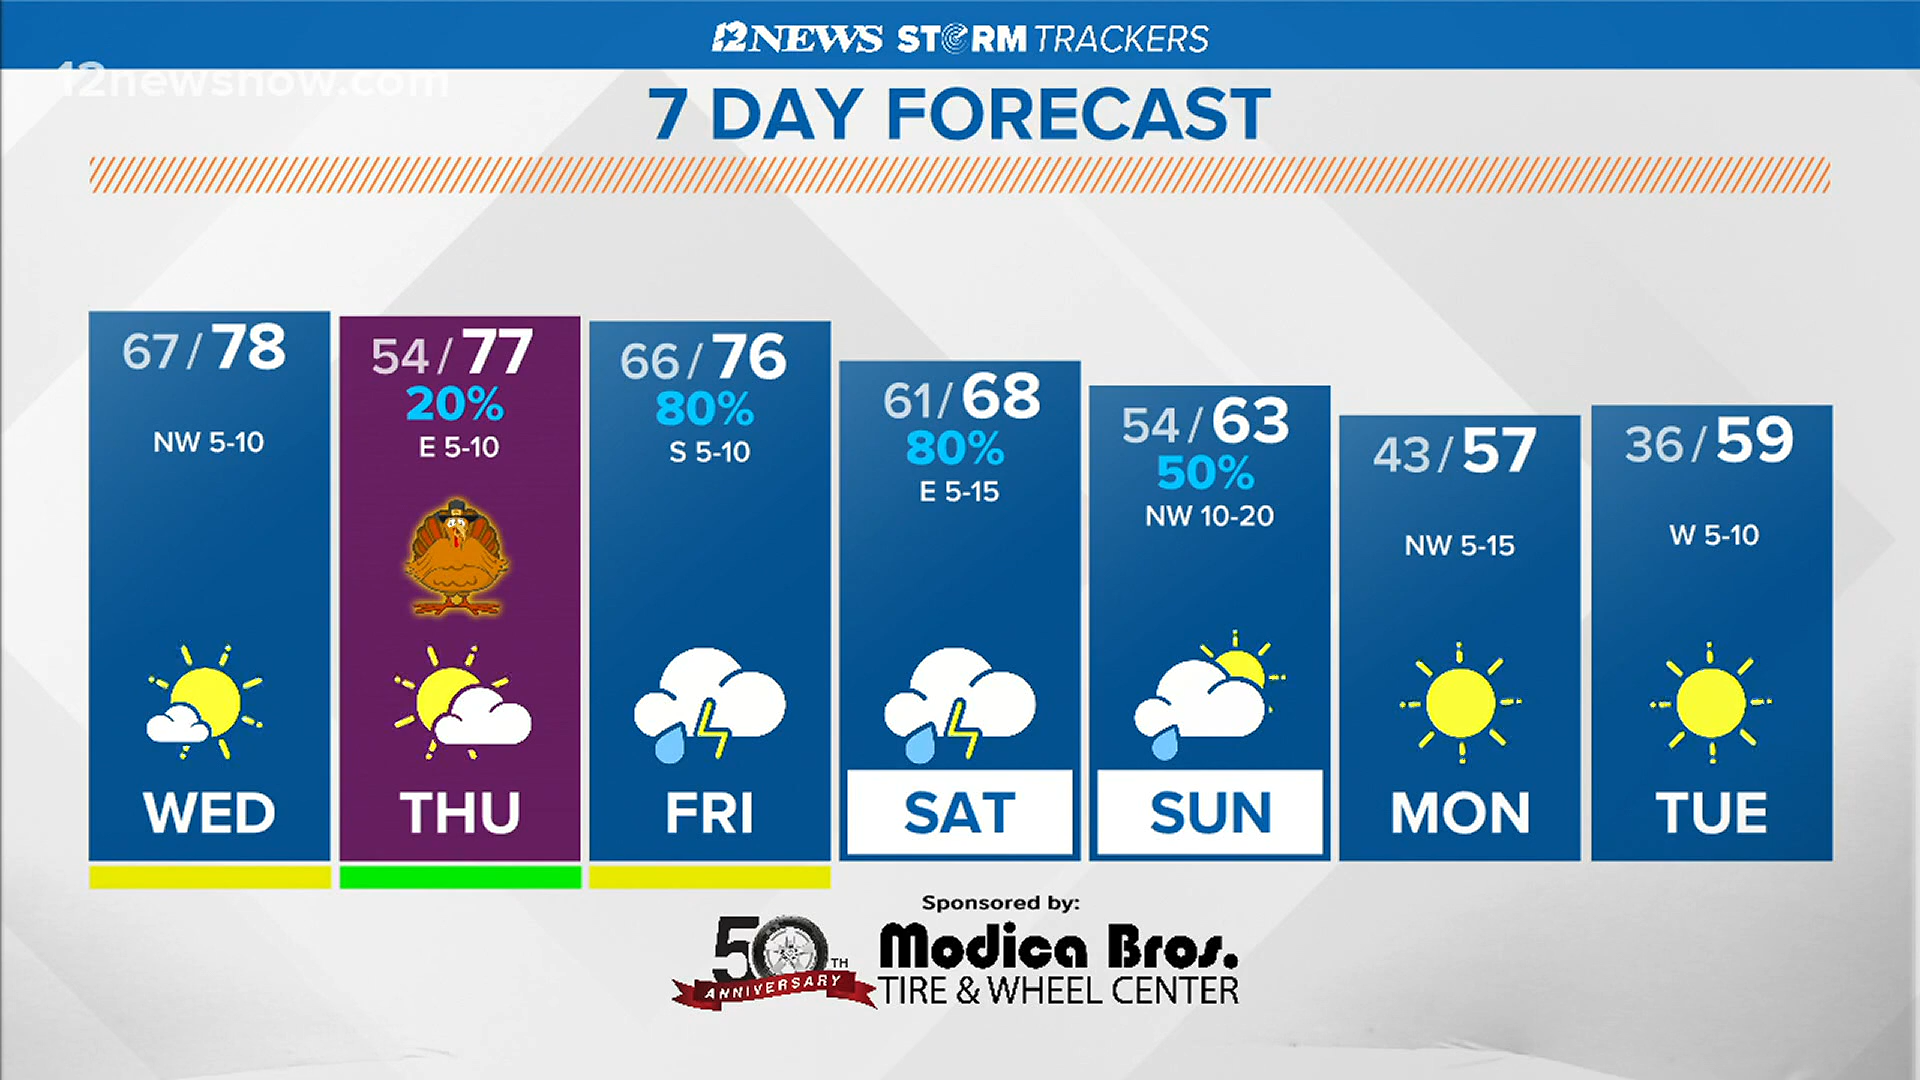 12NEWS STORM TRACKERS
12newsnow.com
7 DAY FORECAST
67/78
NW 5-10
WED
54/77
20%
E 5-10
THU
66/76
80%
S 5-10
FRI
61/68
80%
E 5-15
SAT
54/63
50%
NW 10-20
SUN
43/57
NW 5-15
MON
36/59
W 5-10
TUE
Sponsored by:
50TH
ANNIVERSARY
Modica Bros.
TIRE & WHEEL CENTER